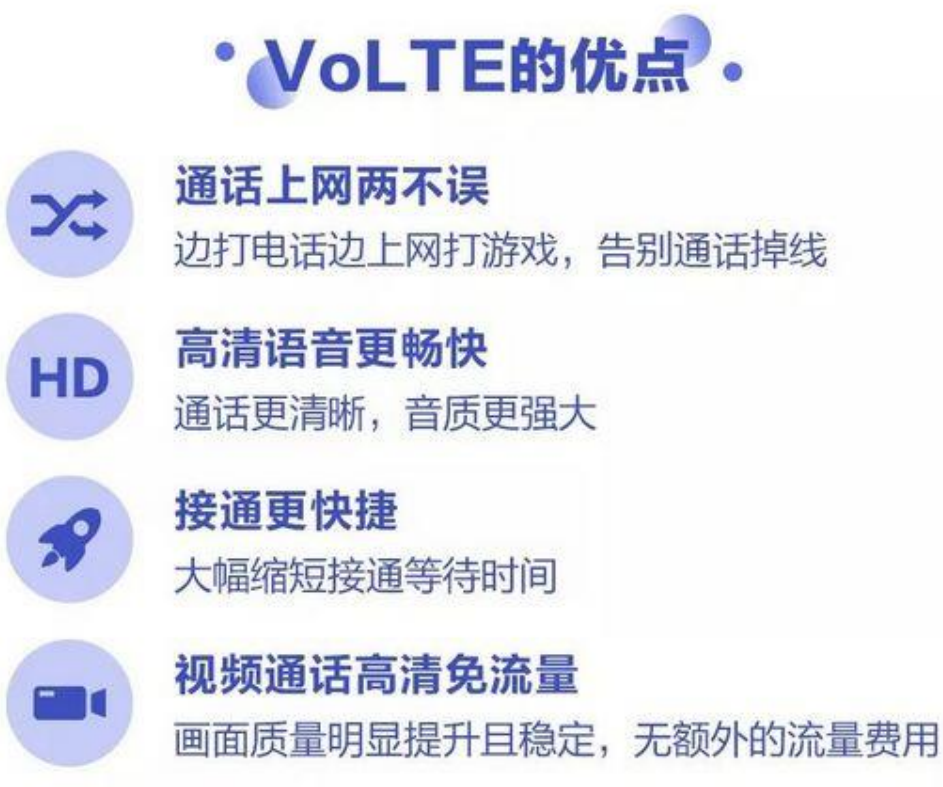 VoLTE的优点
通话上网两不误
边打电话边上网打游戏，告别通话掉线
HD
高清语音更畅快
通话更清晰，音质更强大
接通更快捷
大幅缩短接通等待时间
视频通话高清免流量
画面质量明显提升且稳定，无额外的流量费用